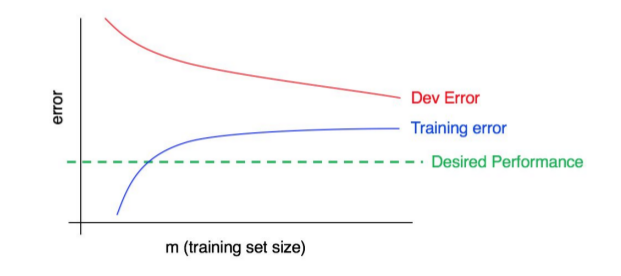 error
Dev Error
Training error
Desired Performance
m (training set size)